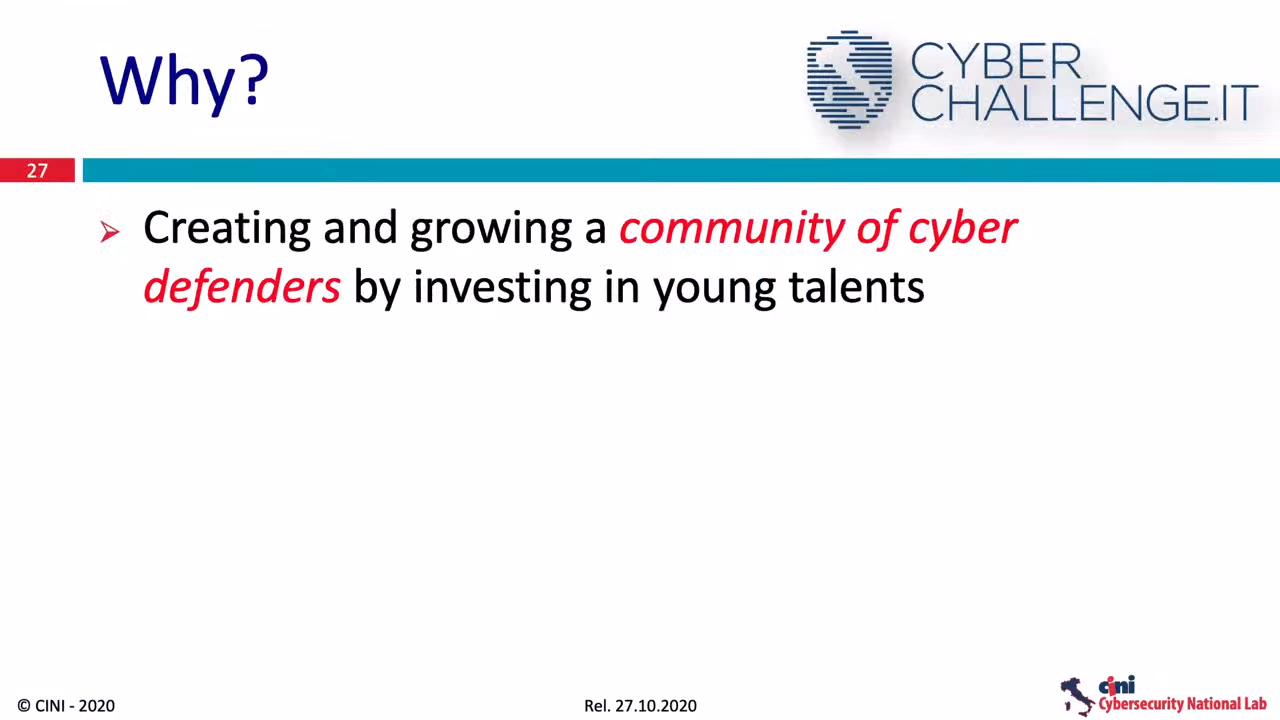 Why?
CYBER
CHALLENGE.IT
27
➢ Creating and growing a community of cyber
defenders by investing in young talents
© CINI - 2020
Rel. 27.10.2020
cini
Cybersecurity National Lab